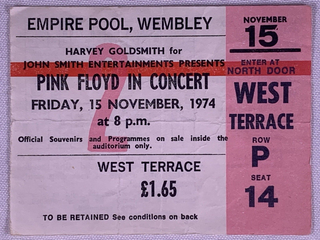 EMPIRE POOL, WEMBLEY
HARVEY GOLDSMITH for
JOHN SMITH ENTERTAINMENTS PRESENTS
PINK FLOYD IN CONCERT
FRIDAY, 15 NOVEMBER, 1974
at 8 p.m.
Official Souvenirs and Programmes on sale inside the
auditorium only.
WEST TERRACE
£1.65
TO BE RETAINED See conditions on back
NOVEMBER
15
ENTER AT
NORTH DOOR
WEST
TERRACE
ROW
P
SEAT
14